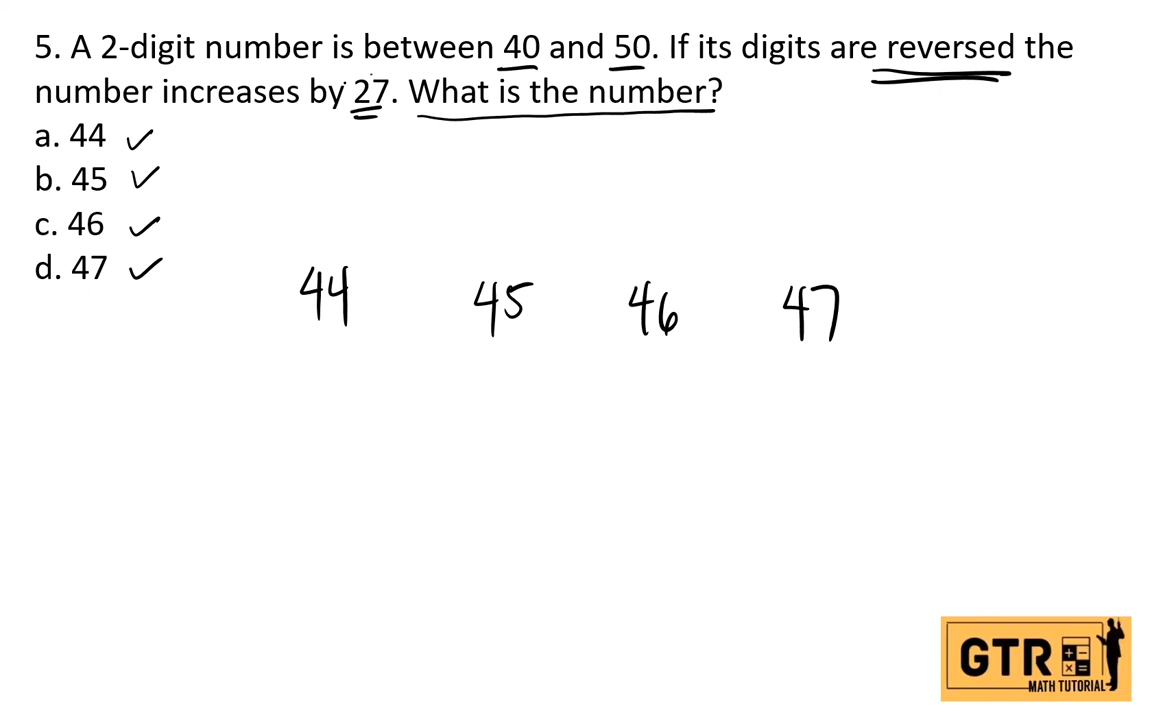 5. A 2-digit number is between 40 and 50. If its digits are reversed the
number increases by 27. What is the number?
a. 44
b. 45
c. 46
d. 47
44 45 46 47
GTR
MATH TUTORIAL